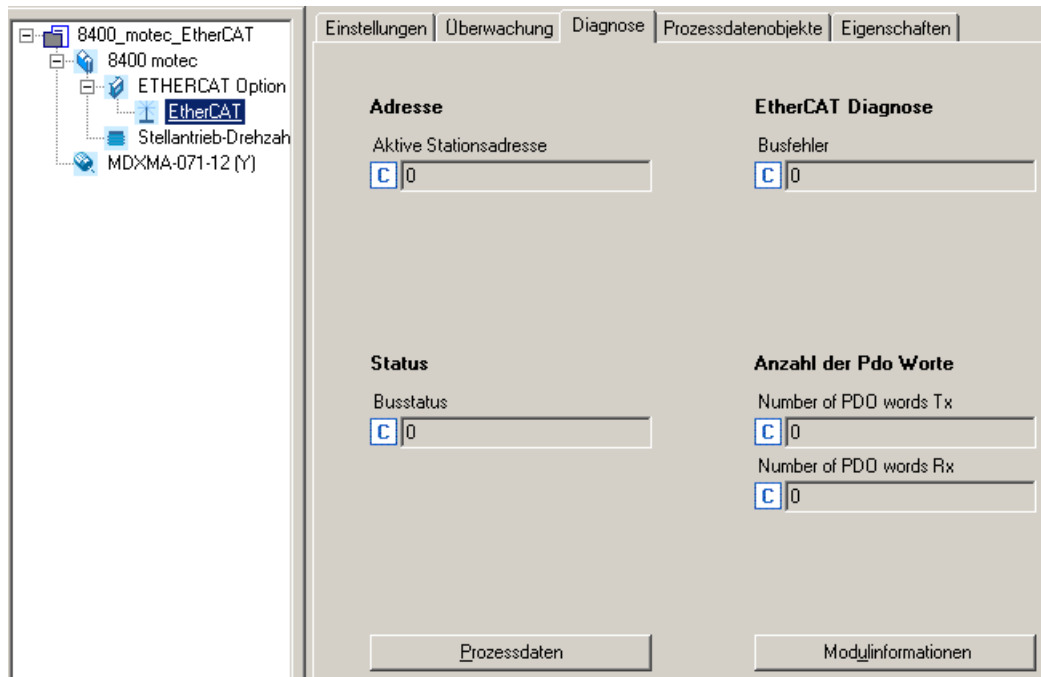 8400_motec_EtherCAT
8400 motec
ETHERCAT Option
EtherCAT
Stellantrieb-Drehzah
MDXMA-071-12 (Y)
Einstellungen Überwachung Diagnose Prozessdatenobjekte Eigenschaften
Adresse
Aktive Stationsadresse
C 0
EtherCAT Diagnose
Busfehler
C 0
Status
Busstatus
C 0
Anzahl der Pdo Worte
Number of PDO words Tx
C 0
Number of PDO words Rx
C 0
Prozessdaten
Modulinformationen